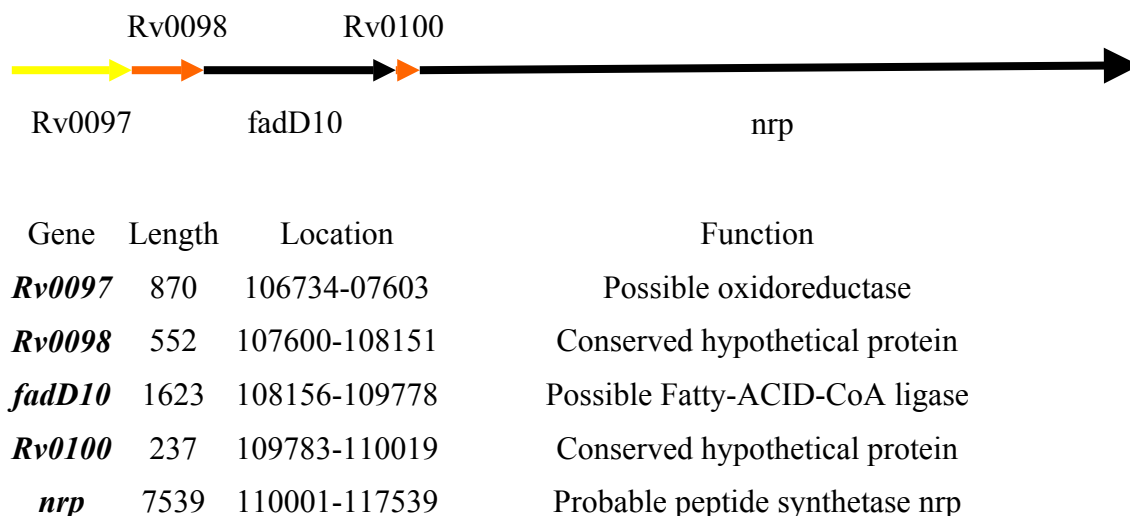 Rv0098 Rv0100
Rv0097 fadD10 nrp
Gene Length Location Function
Rv0097 870 106734-07603 Possible oxidoreductase
Rv0098 552 107600-108151 Conserved hypothetical protein
fadD10 1623 108156-109778 Possible Fatty-ACID-CoA ligase
Rv0100 237 109783-110019 Conserved hypothetical protein
nrp 7539 110001-117539 Probable peptide synthetase nrp